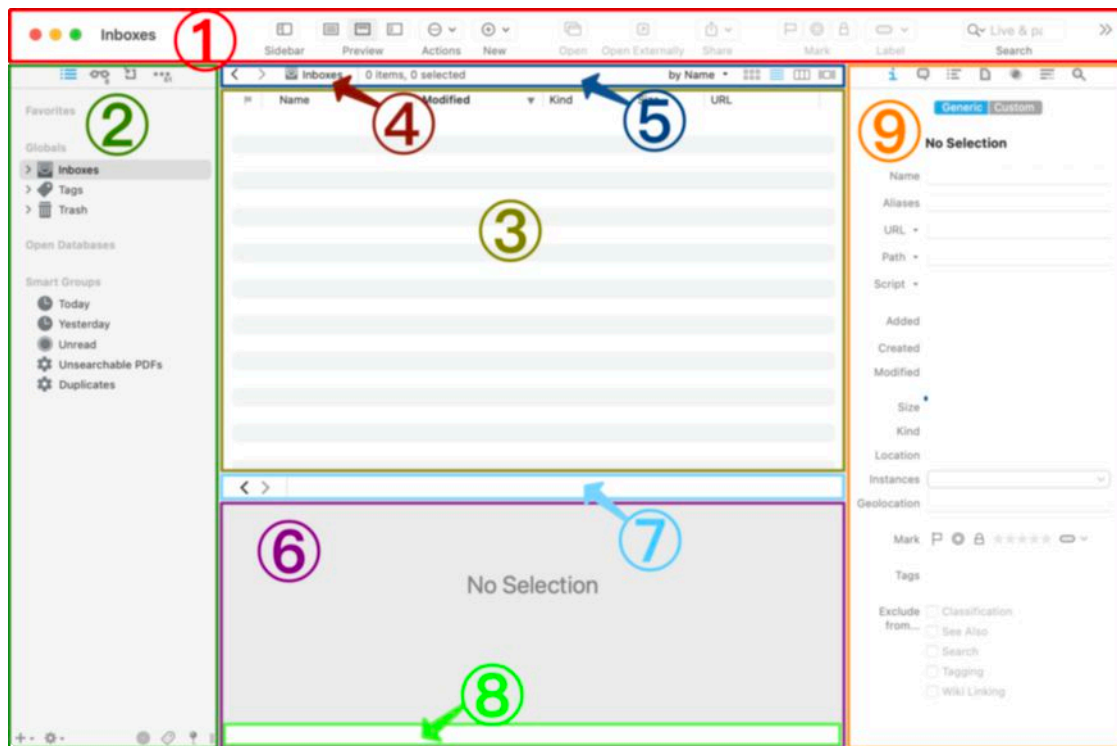 Inboxes
①
Sidebar Preview Actions New Open Open Externally Share Mark Label Search
Live & p
Inboxes 0 items, 0 selected by Name
④ ⑤
Name Modified Kind Size URL
②
Favorites
Globals
Inboxes
Tags
Trash
Open Databases
Smart Groups
Today
Yesterday
Unread
Unsearchable PDFs
Duplicates
③
⑦
⑥
No Selection
⑧
⑨
Generic Custom
No Selection
Name
Aliases
URL
Path
Script
Added
Created
Modified
Size
Kind
Location
Instances
Geolocation
Mark
Tags
Exclude from...
Classification
See Also
Search
Tagging
Wiki Linking